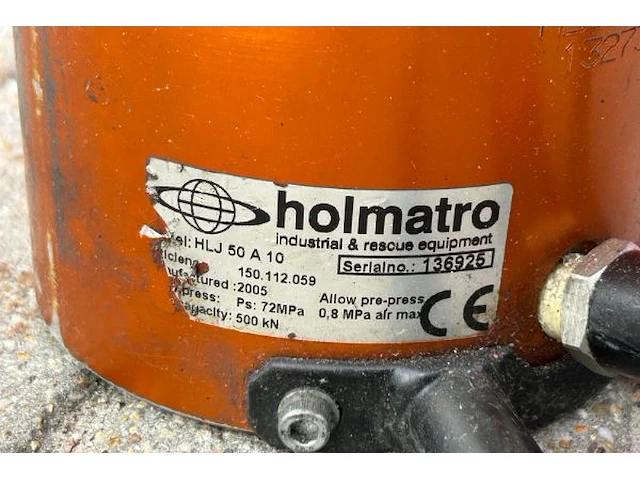 holmatro
industrial & rescue equipment
HLJ 50 A 10
Serialno.: 136925
150.112.059
:2005
press: Ps: 72MPa
Allow pre-press
500 kN
0,8 MPa air max
CE